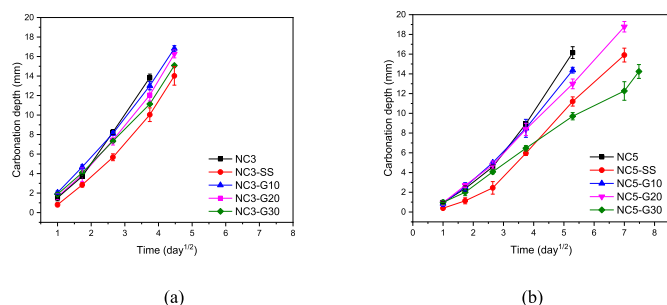 20
18
16
14
12
10
8
6
4
2
0
Carbonation depth (mm)
NC3
NC3-SS
NC3-G10
NC3-G20
NC3-G30
0 1 2 3 4 5 6 7 8
Time (day1/2)
(a)
20
18
16
14
12
10
8
6
4
2
0
Carbonation depth (mm)
NC5
NC5-SS
NC5-G10
NC5-G20
NC5-G30
0 1 2 3 4 5 6 7 8
Time (day1/2)
(b)